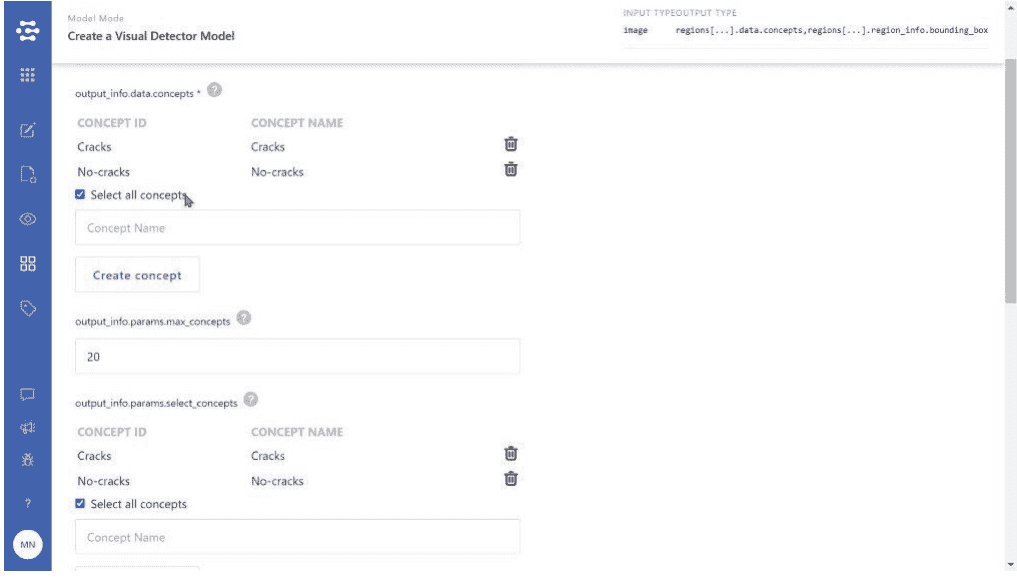 Model Mode
Create a Visual Detector Model
INPUT TYPEOUTPUT TYPE
image regions[...].data.concepts,regions[...].region_info.bounding_box
output_info.data.concepts * ?
CONCEPT ID CONCEPT NAME
Cracks Cracks
No-cracks No-cracks
Select all concepts
Concept Name
Create concept
output_info.params.max_concepts ?
20
output_info.params.select_concepts ?
CONCEPT ID CONCEPT NAME
Cracks Cracks
No-cracks No-cracks
Select all concepts
Concept Name
?
MN